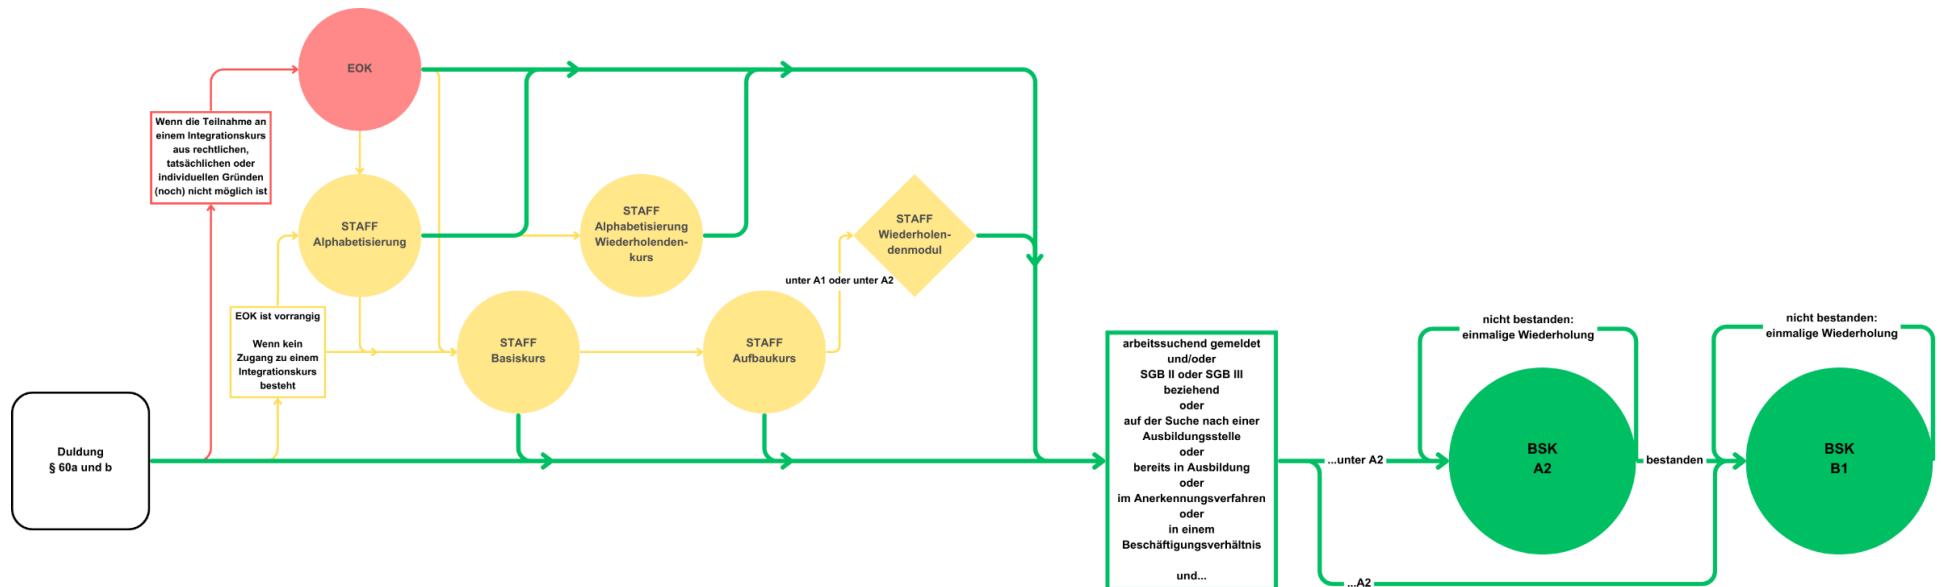 EOK
Wenn die Teilnahme an
einem Integrationskurs
aus rechtlichen,
tatsächlichen oder
individuellen Gründen
(noch) nicht möglich ist
STAFF
Alphabetisierung
STAFF
Alphabetisierung
Wiederholenden-
kurs
STAFF
Wiederholen-
denmodul
unter A1 oder unter A2
EOK ist vorrangig
Wenn kein
Zugang zu einem
Integrationskurs
besteht
STAFF
Basiskurs
STAFF
Aufbaukurs
Duldung
§ 60a und b
arbeitssuchend gemeldet
und/oder
SGB II oder SGB III
beziehend
oder
auf der Suche nach einer
Ausbildungsstelle
oder
bereits in Ausbildung
oder
im Anerkennungsverfahren
oder
in einem
Beschäftigungsverhältnis
und...
...unter A2
...A2
nicht bestanden:
einmalige Wiederholung
BSK
A2
bestanden
nicht bestanden:
einmalige Wiederholung
BSK
B1